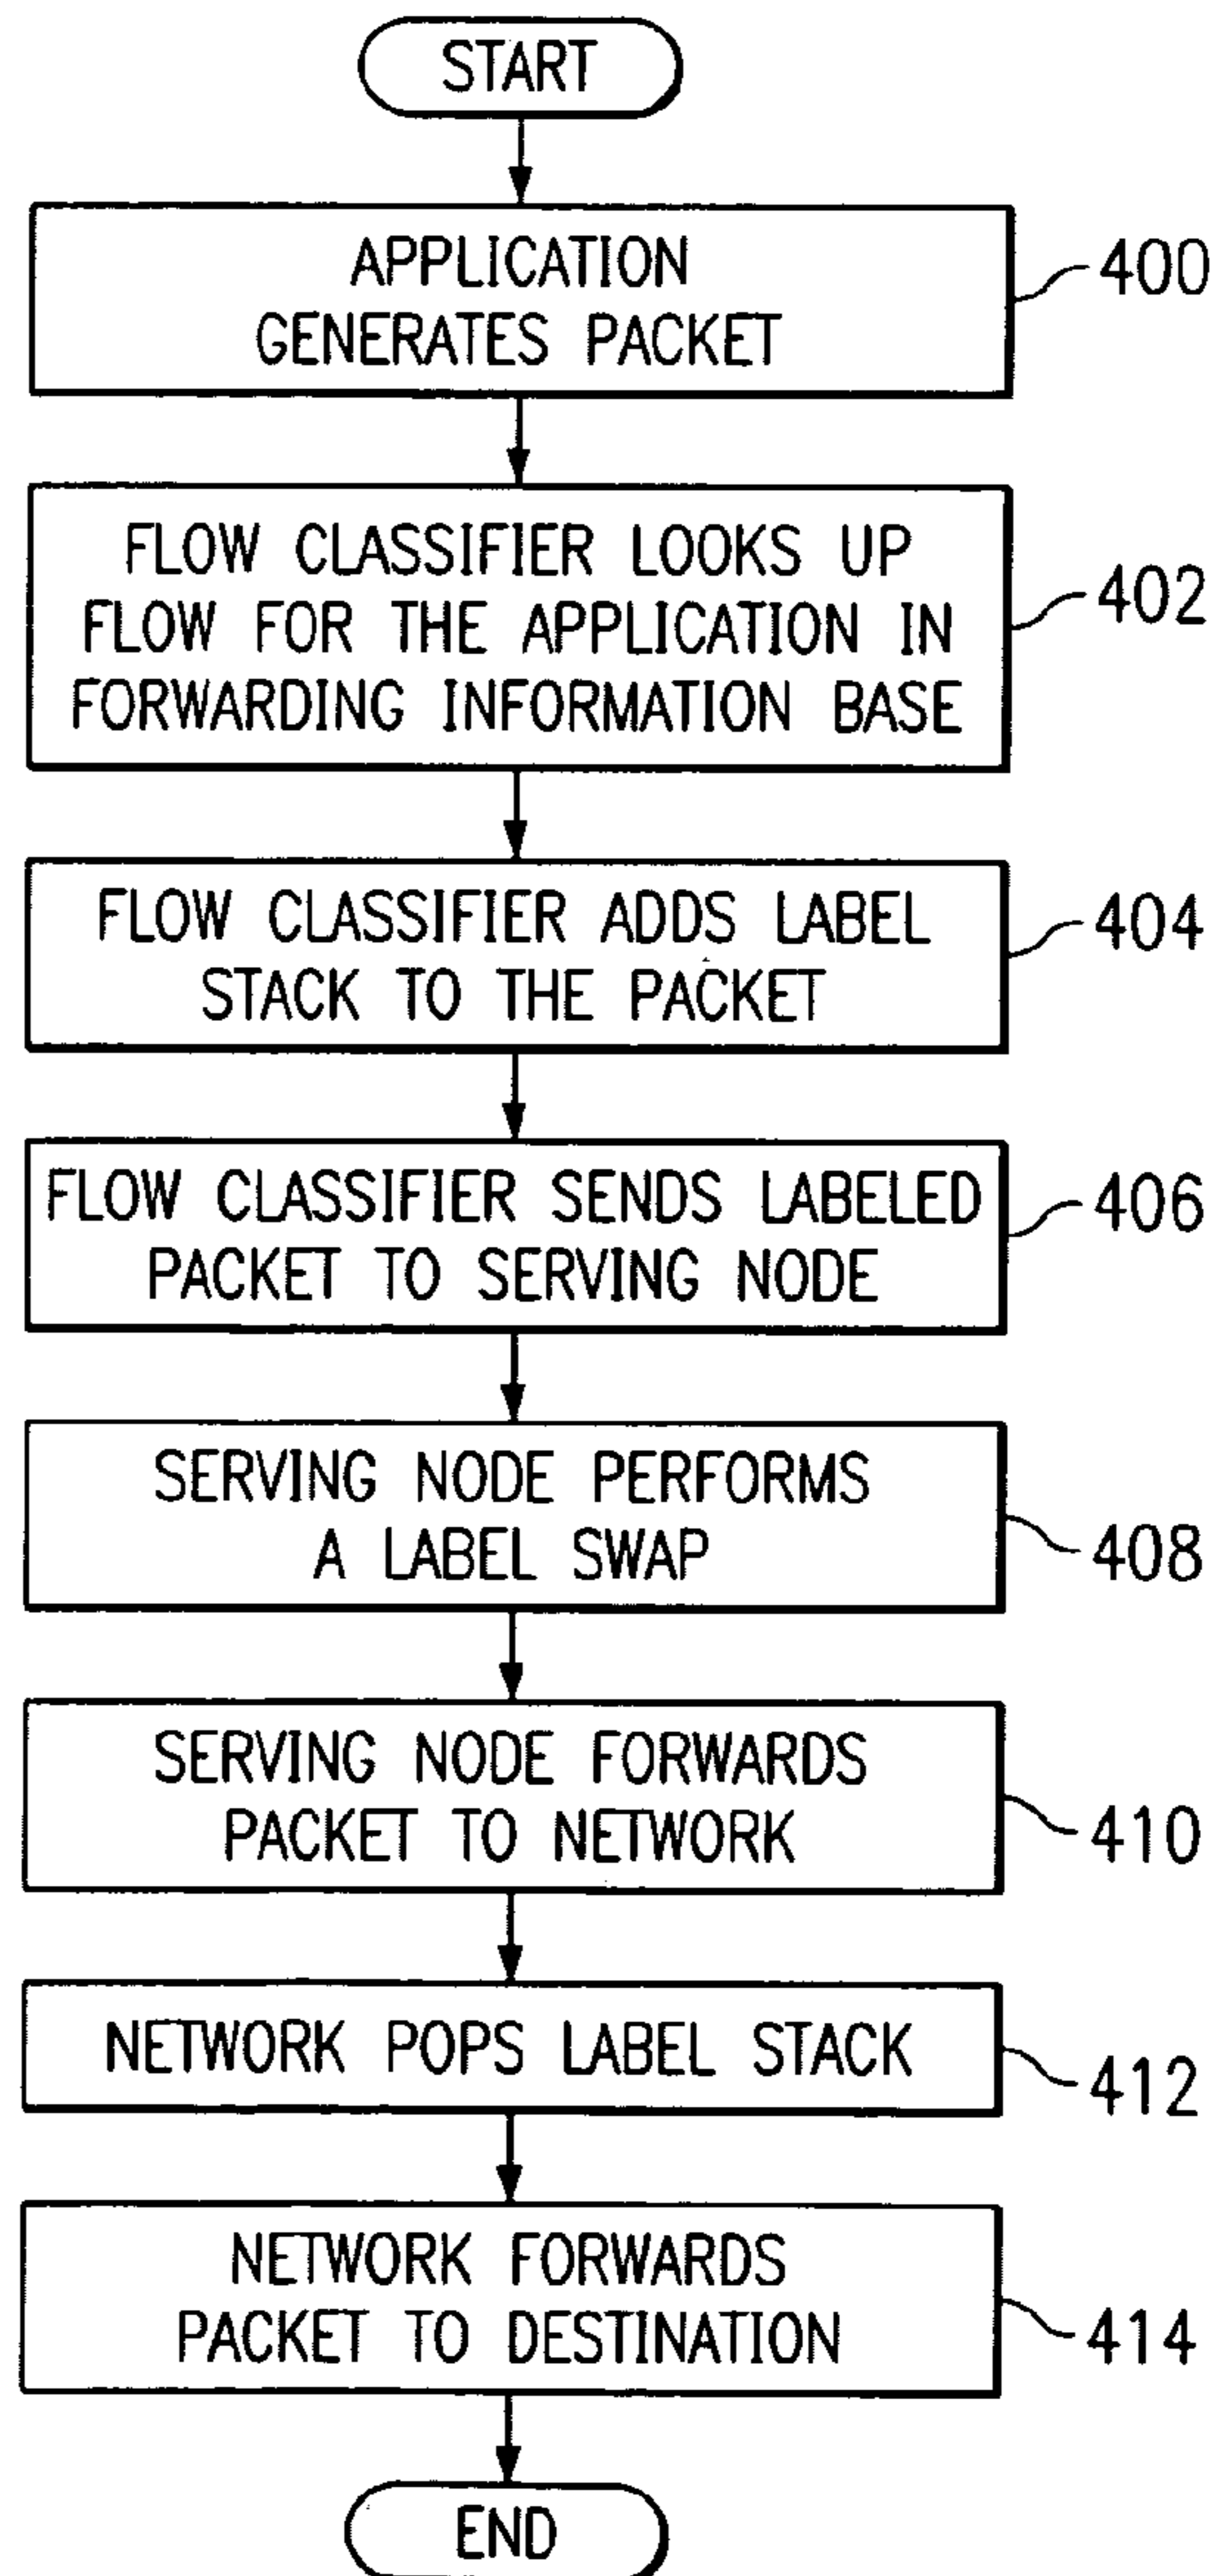 START
APPLICATION
GENERATES PACKET
400
FLOW CLASSIFIER LOOKS UP
FLOW FOR THE APPLICATION IN
FORWARDING INFORMATION BASE
402
FLOW CLASSIFIER ADDS LABEL
STACK TO THE PACKET
404
FLOW CLASSIFIER SENDS LABELED
PACKET TO SERVING NODE
406
SERVING NODE PERFORMS
A LABEL SWAP
408
SERVING NODE FORWARDS
PACKET TO NETWORK
410
NETWORK POPS LABEL STACK
412
NETWORK FORWARDS
PACKET TO DESTINATION
414
END